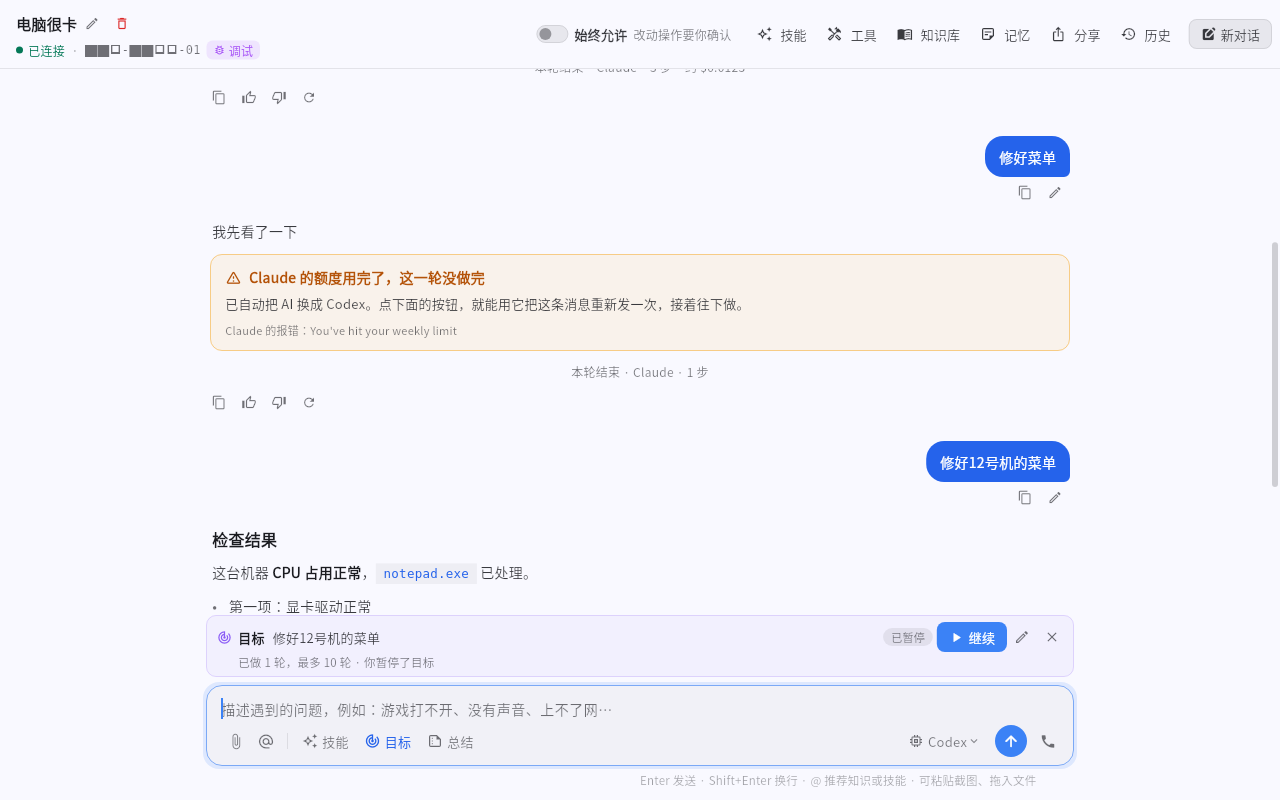 电脑很卡
已连接 · ██口-██口口-01 调试
始终允许 改动操作要你确认 技能 工具 知识库 记忆 分享 历史 新对话
修好菜单
我先看了一下
Claude 的额度用完了，这一轮没做完
已自动把 AI 换成 Codex。点下面的按钮，就能用它把这条消息重新发一次，接着往下做。
Claude 的报错：You've hit your weekly limit
本轮结束 · Claude · 1 步
修好12号机的菜单
检查结果
这台机器 CPU 占用正常，notepad.exe 已处理。
• 第一项：显卡驱动正常
目标 修好12号机的菜单 已暂停 继续
已做 1 轮，最多 10 轮 · 你暂停了目标
描述遇到的问题，例如：游戏打不开、没有声音、上不了网…
技能 目标 总结 Codex
Enter 发送 · Shift+Enter 换行 · @ 推荐知识或技能 · 可粘贴截图、拖入文件